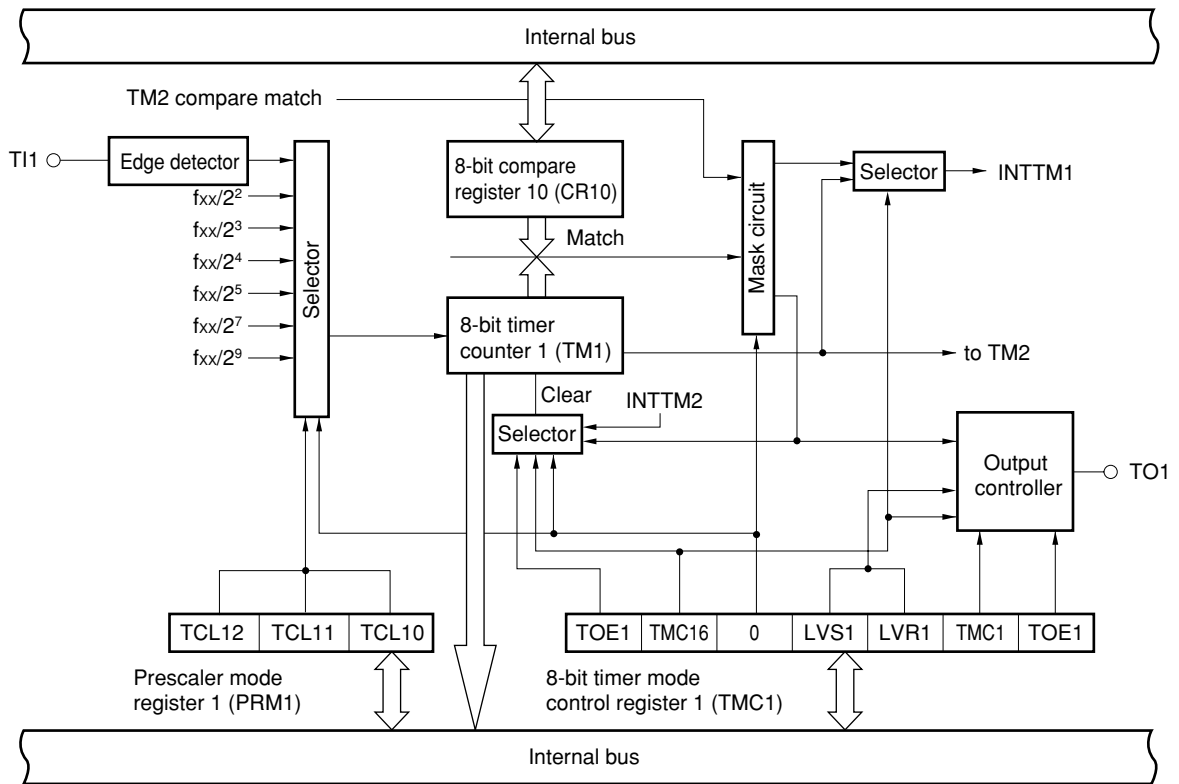 Internal bus
TM2 compare match
TI1
Edge detector
8-bit compare
register 10 (CR10)
Selector
INTTM1
fxx/2²
fxx/2³
fxx/2⁴
fxx/2⁵
fxx/2⁷
fxx/2⁹
Selector
Match
Mask circuit
8-bit timer
counter 1 (TM1)
to TM2
Clear
INTTM2
Selector
Output
controller
TO1
TCL12 TCL11 TCL10
TOE1 TMC16 0 LVS1 LVR1 TMC1 TOE1
Prescaler mode
register 1 (PRM1)
8-bit timer mode
control register 1 (TMC1)
Internal bus